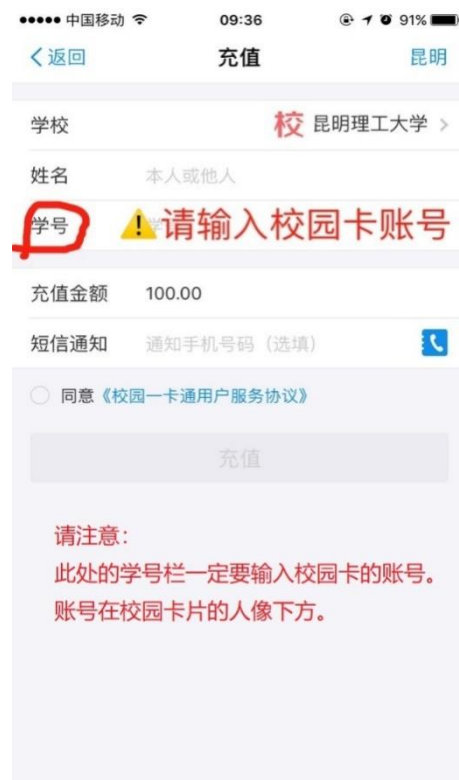 中国移动 09:36 91%
返回 充值 昆明
学校 校 昆明理工大学
姓名 本人或他人
学号 请输入校园卡账号
充值金额 100.00
短信通知 通知手机号码（选填）
同意《校园一卡通用户服务协议》
充值
请注意：
此处的学号栏一定要输入校园卡的账号。
账号在校园卡片的人像下方。